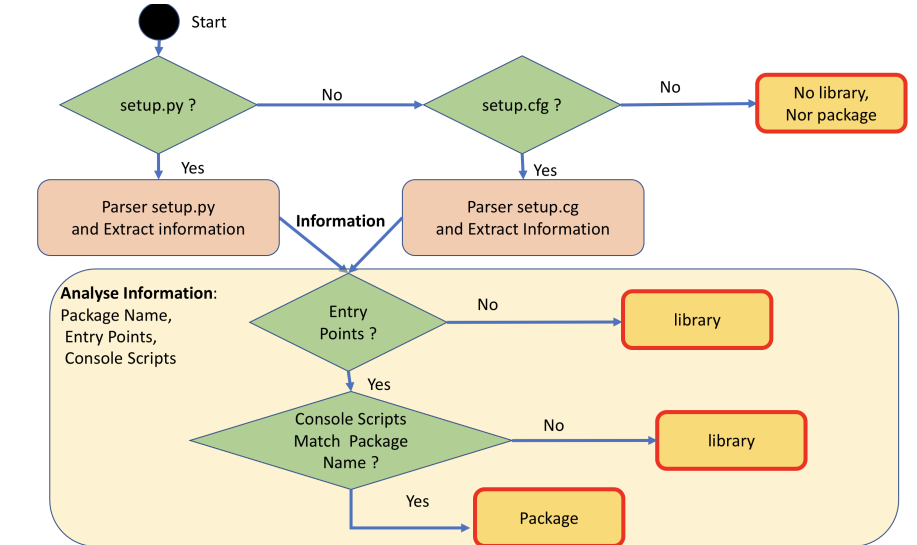 Start
setup.py ?
No
setup.cfg ?
No
No library,
Nor package
Yes
Yes
Parser setup.py
and Extract information
Information
Parser setup.cg
and Extract Information
Analyse Information:
Package Name,
Entry Points,
Console Scripts
Entry
Points ?
No
library
Yes
Console Scripts
Match Package
Name ?
No
library
Yes
Package